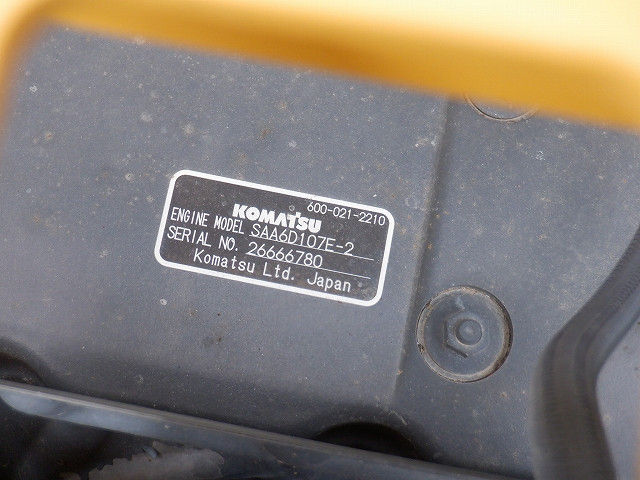 600-021-2210
KOMATSU
ENGINE MODEL SAA6D107E-2
SERIAL NO. 26666780
Komatsu Ltd. Japan